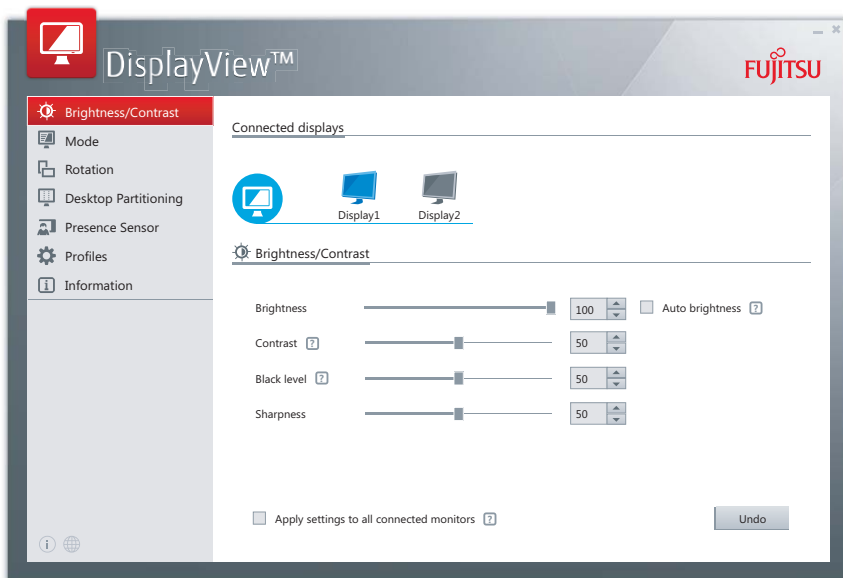 DisplayView™
FUJITSU
Brightness/Contrast
Mode
Rotation
Desktop Partitioning
Presence Sensor
Profiles
Information
Connected displays
Display1 Display2
Brightness/Contrast
Brightness 100 Auto brightness ?
Contrast ? 50
Black level ? 50
Sharpness 50
Apply settings to all connected monitors ? Undo